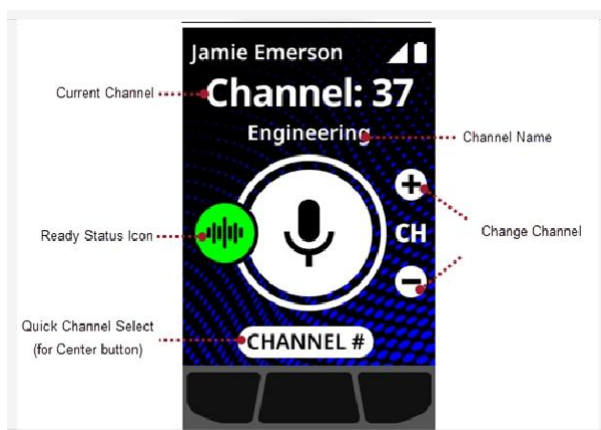 Jamie Emerson
Current Channel
Channel: 37
Engineering
Channel Name
Change Channel
Ready Status Icon
CH
Quick Channel Select
(for Center button)
CHANNEL #